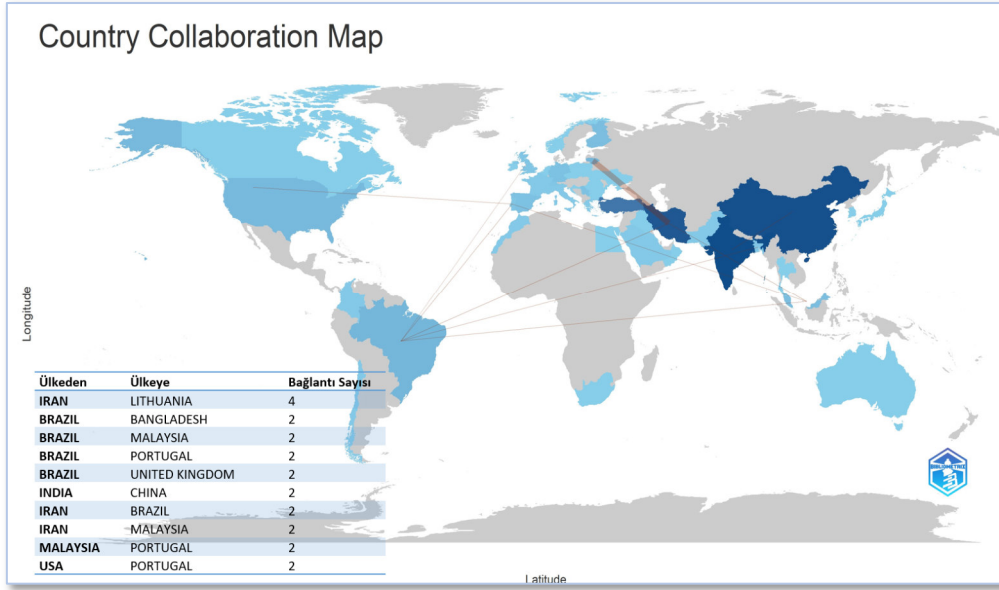 Country Collaboration Map
Longitude
Ülkeden Ülkeye Bağlantı Sayısı
IRAN LITHUANIA 4
BRAZIL BANGLADESH 2
BRAZIL MALAYSIA 2
BRAZIL PORTUGAL 2
BRAZIL UNITED KINGDOM 2
INDIA CHINA 2
IRAN BRAZIL 2
IRAN MALAYSIA 2
MALAYSIA PORTUGAL 2
USA PORTUGAL 2
BIBLIOMETRIX
Latitude